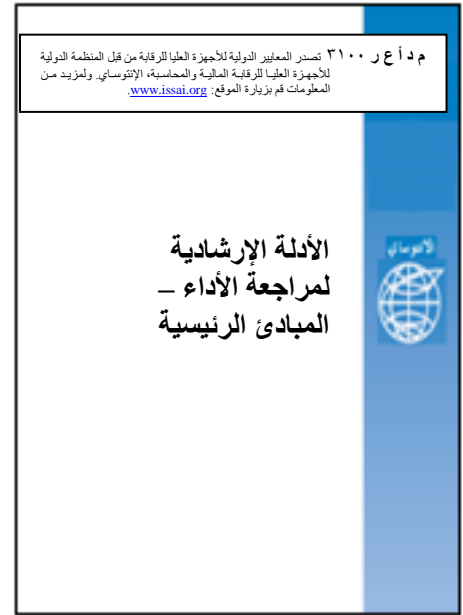 م د أ ع ر ٣١٠٠ تصدر المعايير الدولية للأجهزة العليا للرقابة من قبل المنظمة الدولية
للأجهزة العليا للرقابة المالية والمحاسبة، الإنتوساي. ولمزيد من
المعلومات قم بزيارة الموقع: www.issai.org.
الانتوساي
الأدلة الإرشادية
لمراجعة الأداء –
المبادئ الرئيسية